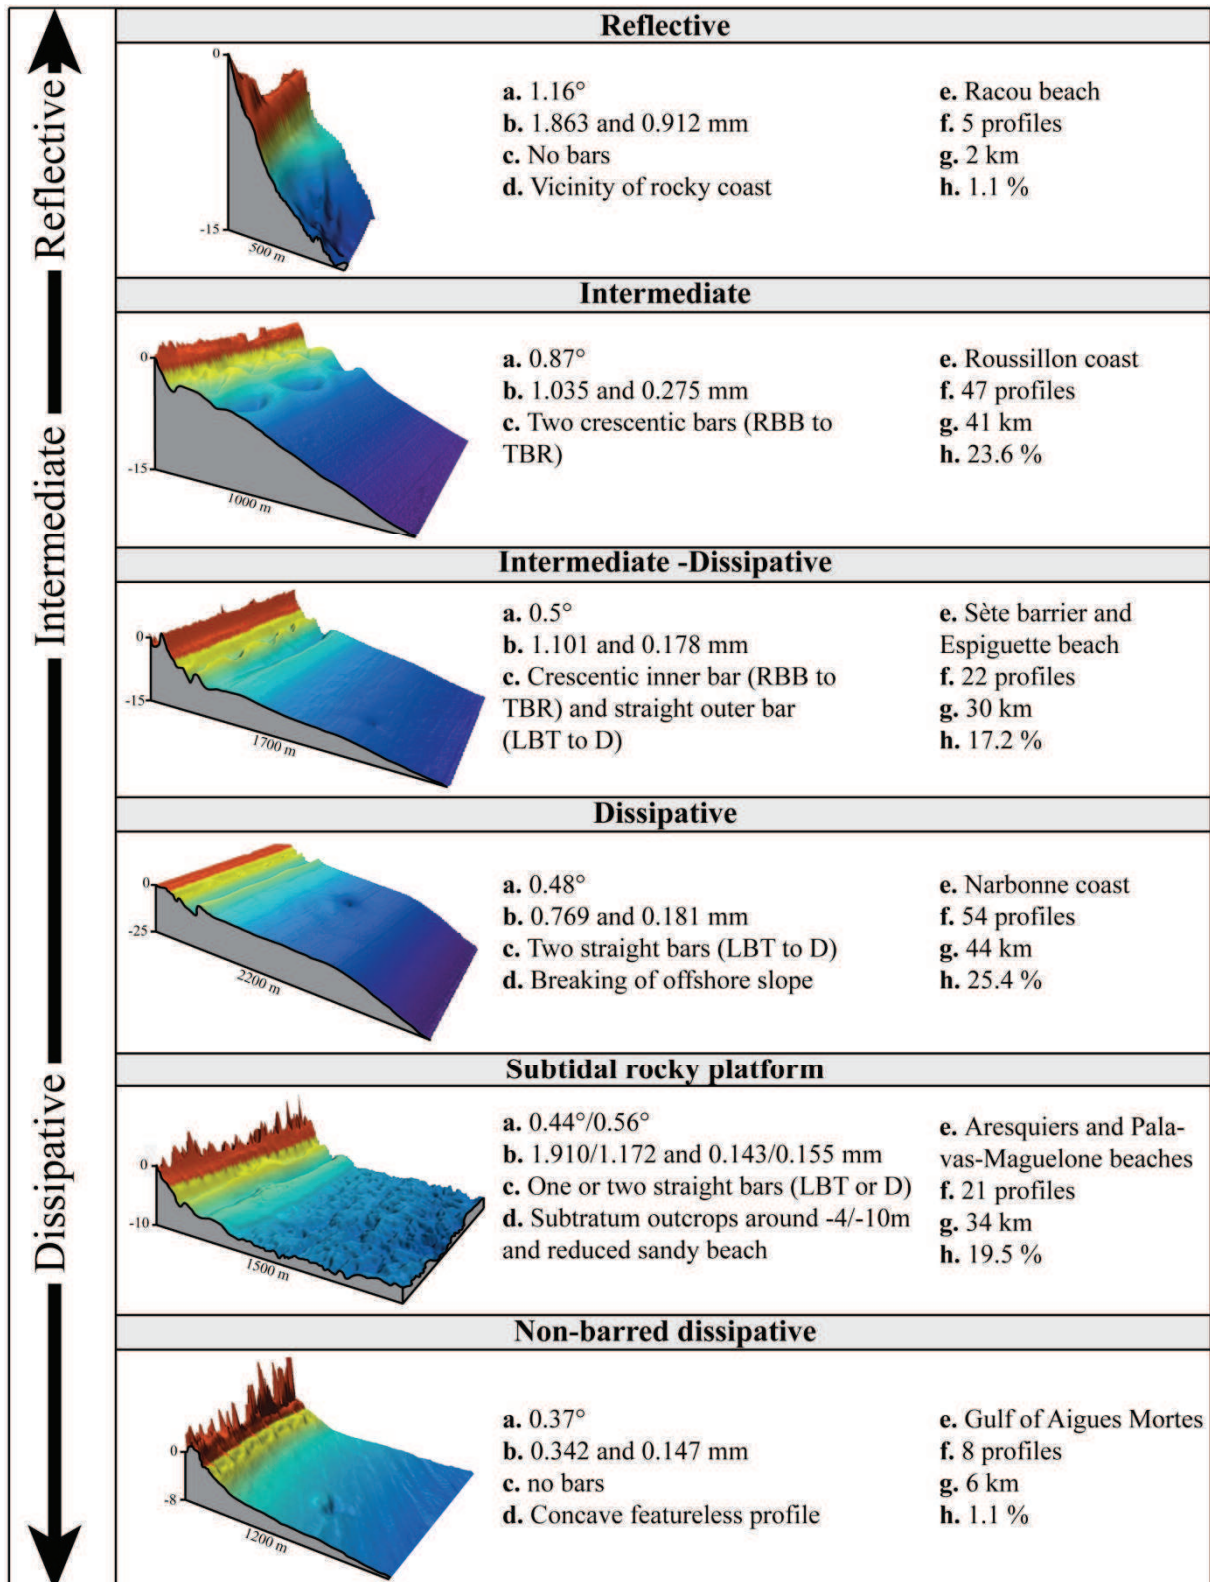 Reflective
Intermediate
Dissipative
Reflective
0
-15
500 m
a. 1.16°
b. 1.863 and 0.912 mm
c. No bars
d. Vicinity of rocky coast
e. Racou beach
f. 5 profiles
g. 2 km
h. 1.1 %
Intermediate
0
-15
1000 m
a. 0.87°
b. 1.035 and 0.275 mm
c. Two crescentic bars (RBB to
TBR)
e. Roussillon coast
f. 47 profiles
g. 41 km
h. 23.6 %
Intermediate -Dissipative
0
-15
1700 m
a. 0.5°
b. 1.101 and 0.178 mm
c. Crescentic inner bar (RBB to
TBR) and straight outer bar
(LBT to D)
e. Sète barrier and
Espiguette beach
f. 22 profiles
g. 30 km
h. 17.2 %
Dissipative
0
-25
2200 m
a. 0.48°
b. 0.769 and 0.181 mm
c. Two straight bars (LBT to D)
d. Breaking of offshore slope
e. Narbonne coast
f. 54 profiles
g. 44 km
h. 25.4 %
Subtidal rocky platform
0
-10
1500 m
a. 0.44°/0.56°
b. 1.910/1.172 and 0.143/0.155 mm
c. One or two straight bars (LBT or D)
d. Subtratum outcrops around -4/-10m
and reduced sandy beach
e. Aresquiers and Pala-
vas-Maguelone beaches
f. 21 profiles
g. 34 km
h. 19.5 %
Non-barred dissipative
0
-8
1200 m
a. 0.37°
b. 0.342 and 0.147 mm
c. no bars
d. Concave featureless profile
e. Gulf of Aigues Mortes
f. 8 profiles
g. 6 km
h. 1.1 %